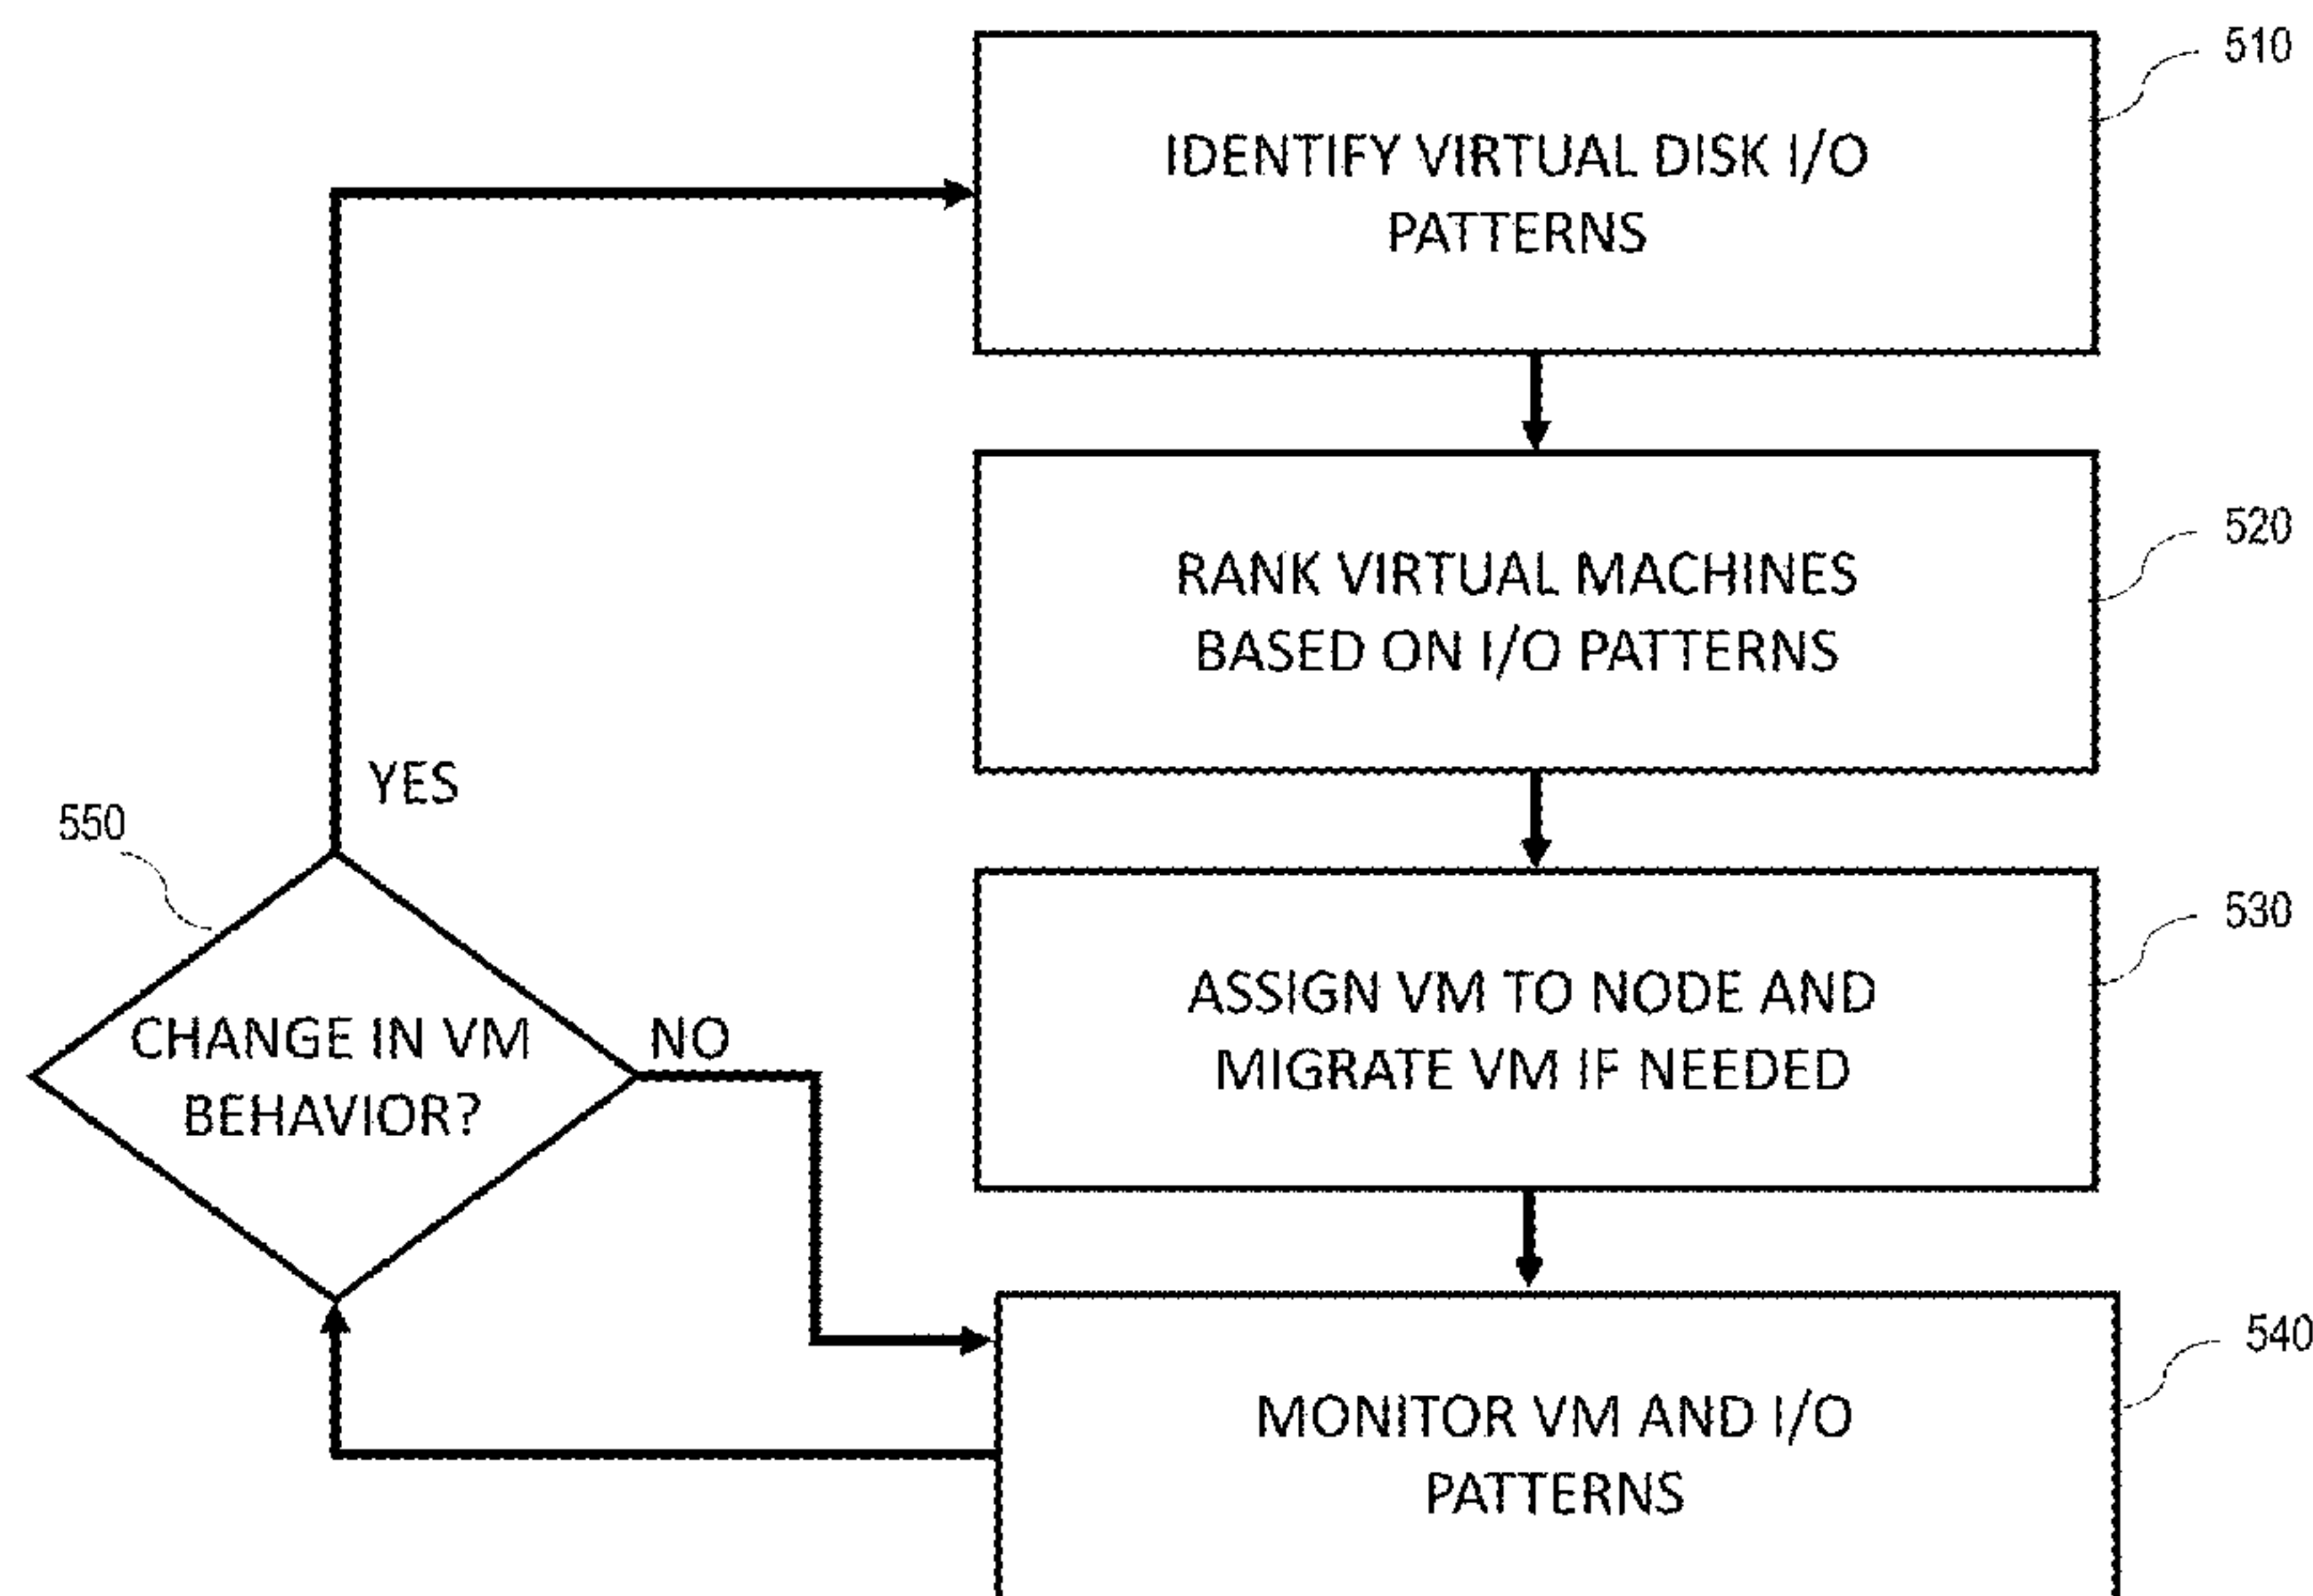 510
IDENTIFY VIRTUAL DISK I/O
PATTERNS
520
RANK VIRTUAL MACHINES
BASED ON I/O PATTERNS
YES
550
530
ASSIGN VM TO NODE AND
MIGRATE VM IF NEEDED
CHANGE IN VM
BEHAVIOR?
NO
540
MONITOR VM AND I/O
PATTERNS